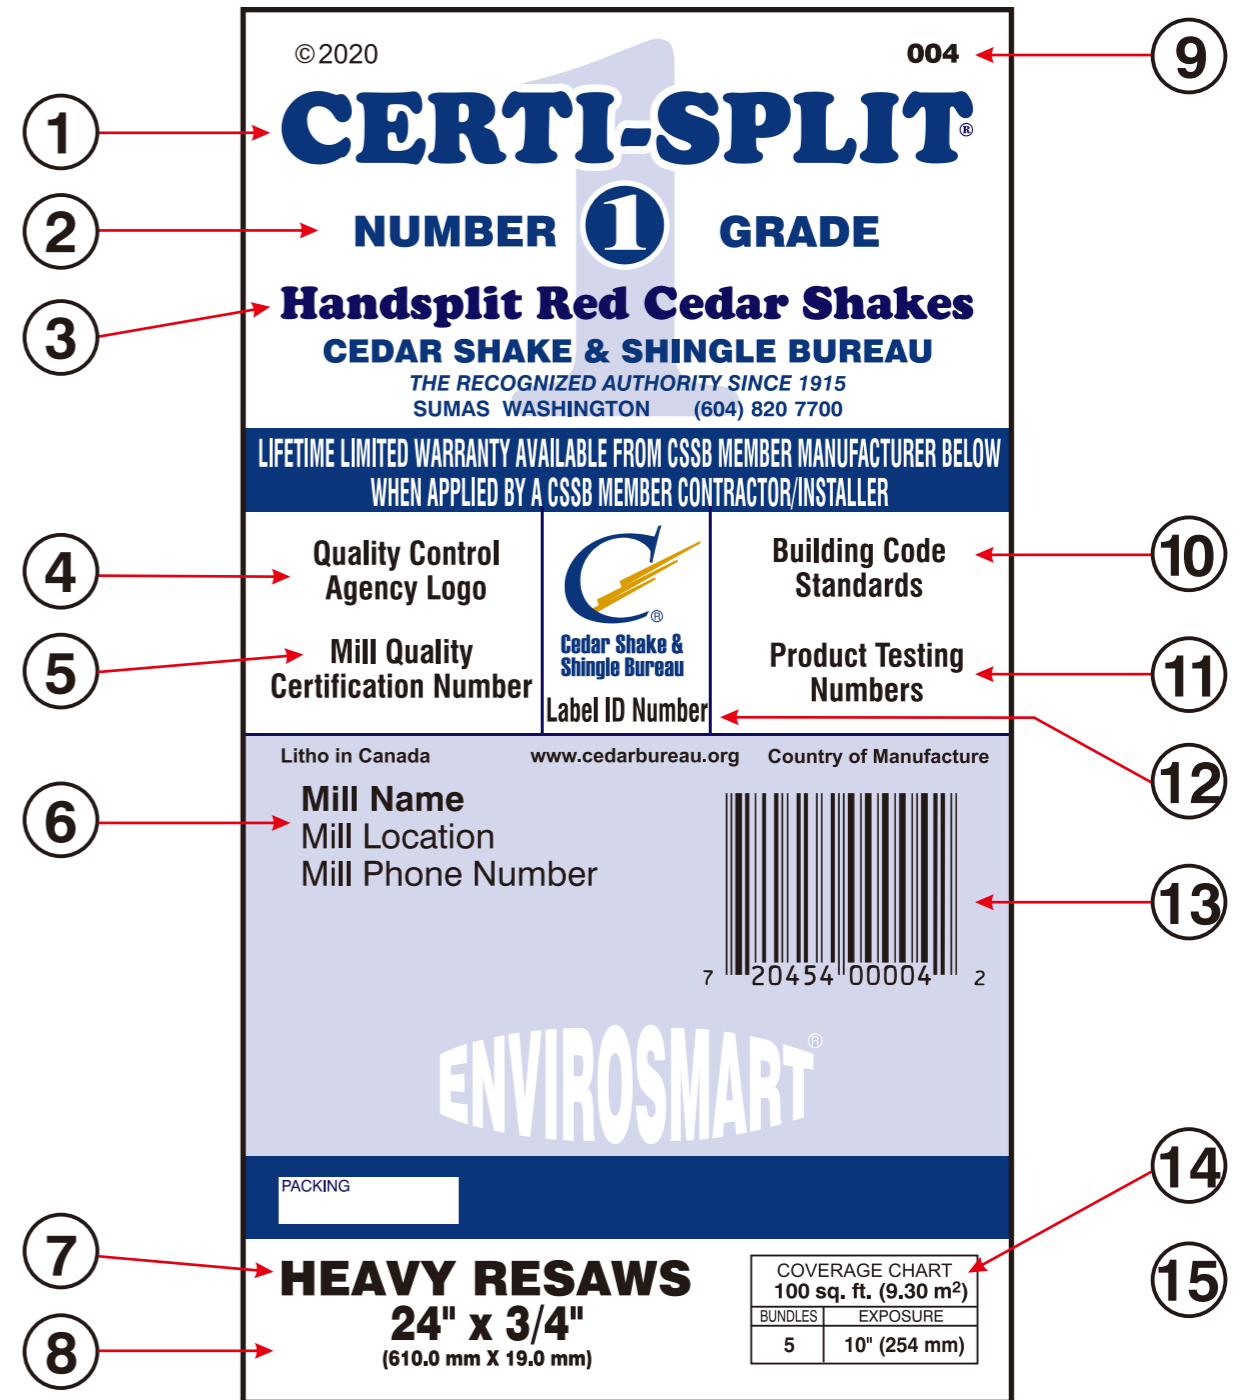 ©2020
004
9
1
CERTI-SPLIT®
2
NUMBER 1 GRADE
3
Handsplit Red Cedar Shakes
CEDAR SHAKE & SHINGLE BUREAU
THE RECOGNIZED AUTHORITY SINCE 1915
SUMAS WASHINGTON (604) 820 7700
LIFETIME LIMITED WARRANTY AVAILABLE FROM CSSB MEMBER MANUFACTURER BELOW
WHEN APPLIED BY A CSSB MEMBER CONTRACTOR/INSTALLER
4
Quality Control
Agency Logo
5
Mill Quality
Certification Number
C®
Cedar Shake &
Shingle Bureau
Label ID Number
Building Code
Standards
10
Product Testing
Numbers
11
12
Litho in Canada www.cedarbureau.org Country of Manufacture
6
Mill Name
Mill Location
Mill Phone Number
13
7 20454 00004 2
ENVIROSMART®
PACKING
14
7
HEAVY RESAWS
8
24" x 3/4"
(610.0 mm X 19.0 mm)
COVERAGE CHART
100 sq. ft. (9.30 m²)
BUNDLES EXPOSURE
5 10" (254 mm)
15